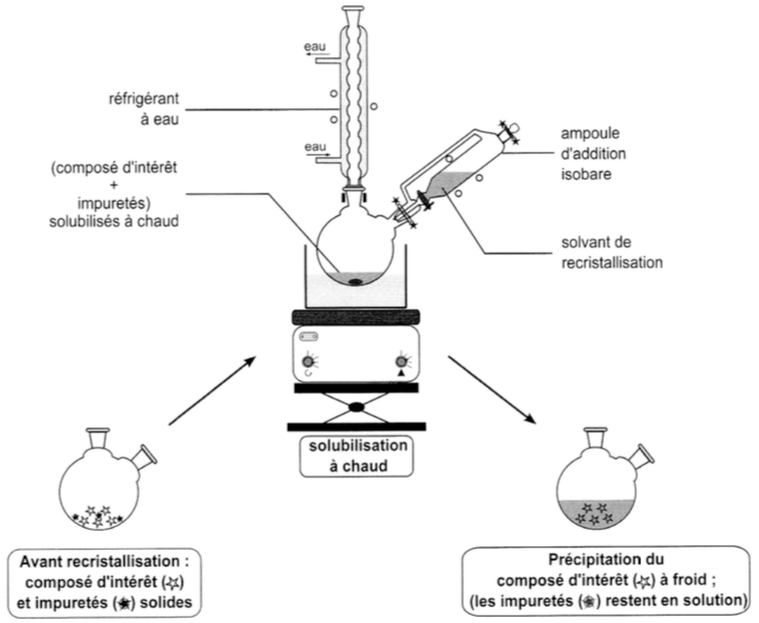 eau
réfrigérant
à eau
eau
(composé d'intérêt
+
impuretés)
solubilisés à chaud
ampoule
d'addition
isobare
solvant de
recristallisation
solubilisation
à chaud
Avant recristallisation :
composé d'intérêt (☆)
et impuretés (★) solides
Précipitation du
composé d'intérêt (☆) à froid ;
(les impuretés (★) restent en solution)